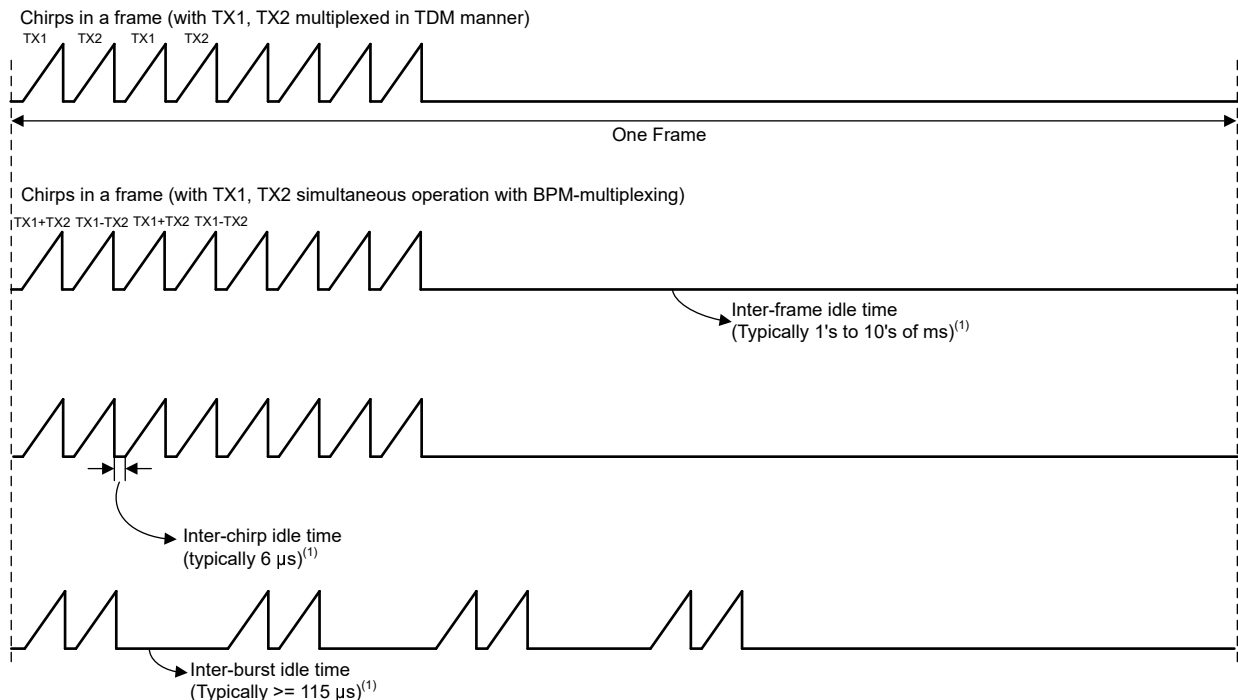 Chirps in a frame (with TX1, TX2 multiplexed in TDM manner)
TX1 TX2 TX1 TX2
One Frame
Chirps in a frame (with TX1, TX2 simultaneous operation with BPM-multiplexing)
TX1+TX2 TX1-TX2 TX1+TX2 TX1-TX2
Inter-frame idle time
(Typically 1's to 10's of ms)(1)
Inter-chirp idle time
(typically 6 µs)(1)
Inter-burst idle time
(Typically >= 115 µs)(1)